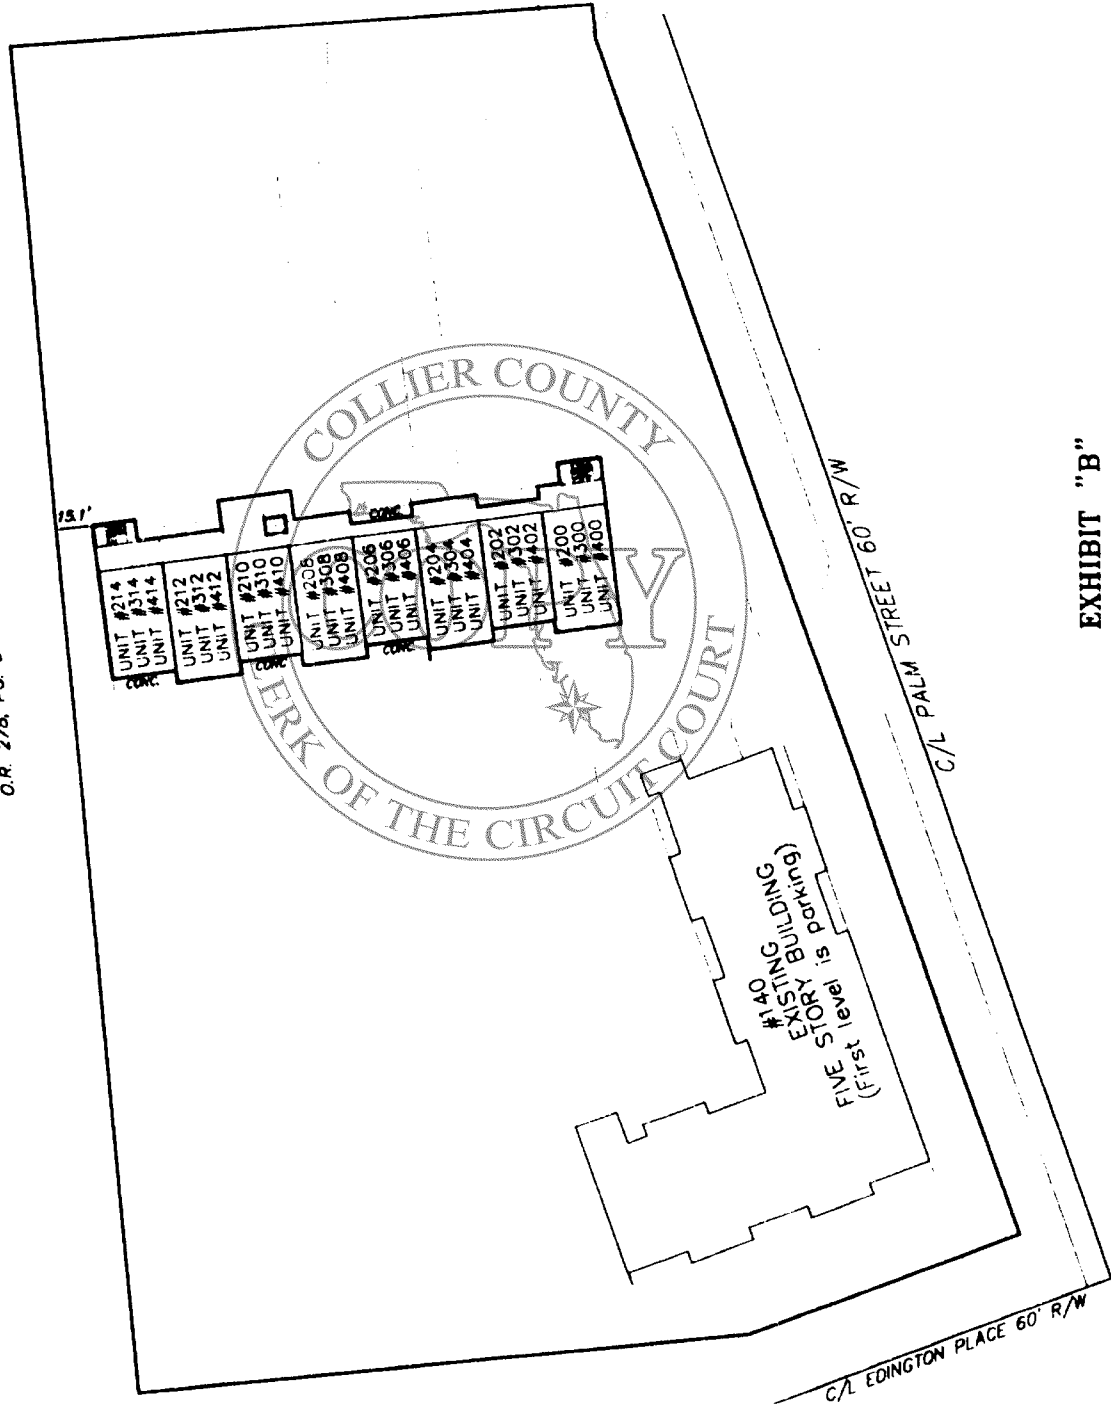 O.R. 278, PG.
15.1'
UNIT #214
UNIT #314
UNIT #414
UNIT #212
UNIT #312
UNIT #412
UNIT #210
UNIT #310
UNIT #410
UNIT #208
UNIT #308
UNIT #408
UNIT #206
UNIT #306
UNIT #406
UNIT #204
UNIT #304
UNIT #404
UNIT #202
UNIT #302
UNIT #402
UNIT #200
UNIT #300
UNIT #400
CONC.
CONC
CONC.
CONC.
COLLIER COUNTY
CLERK OF THE CIRCUIT COURT
COPY
#140
EXISTING
FIVE STORY BUILDING
(First level is parking)
C/L PALM STREET 60' R/W
C/L EDINGTON PLACE 60' R/W
EXHIBIT "B"